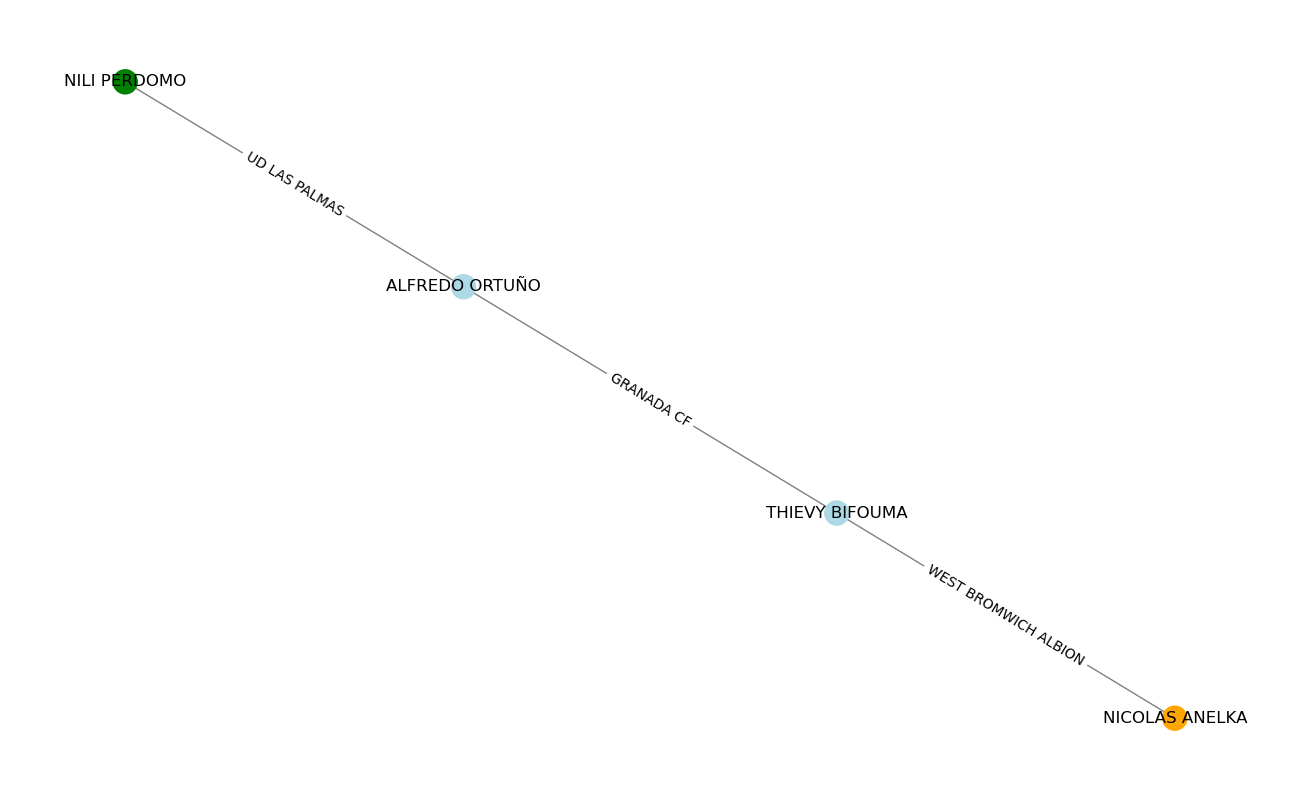 NILI PERDOMO
UD LAS PALMAS
ALFREDO ORTUÑO
GRANADA CF
THIEVY BIFOUMA
WEST BROMWICH ALBION
NICOLAS ANELKA